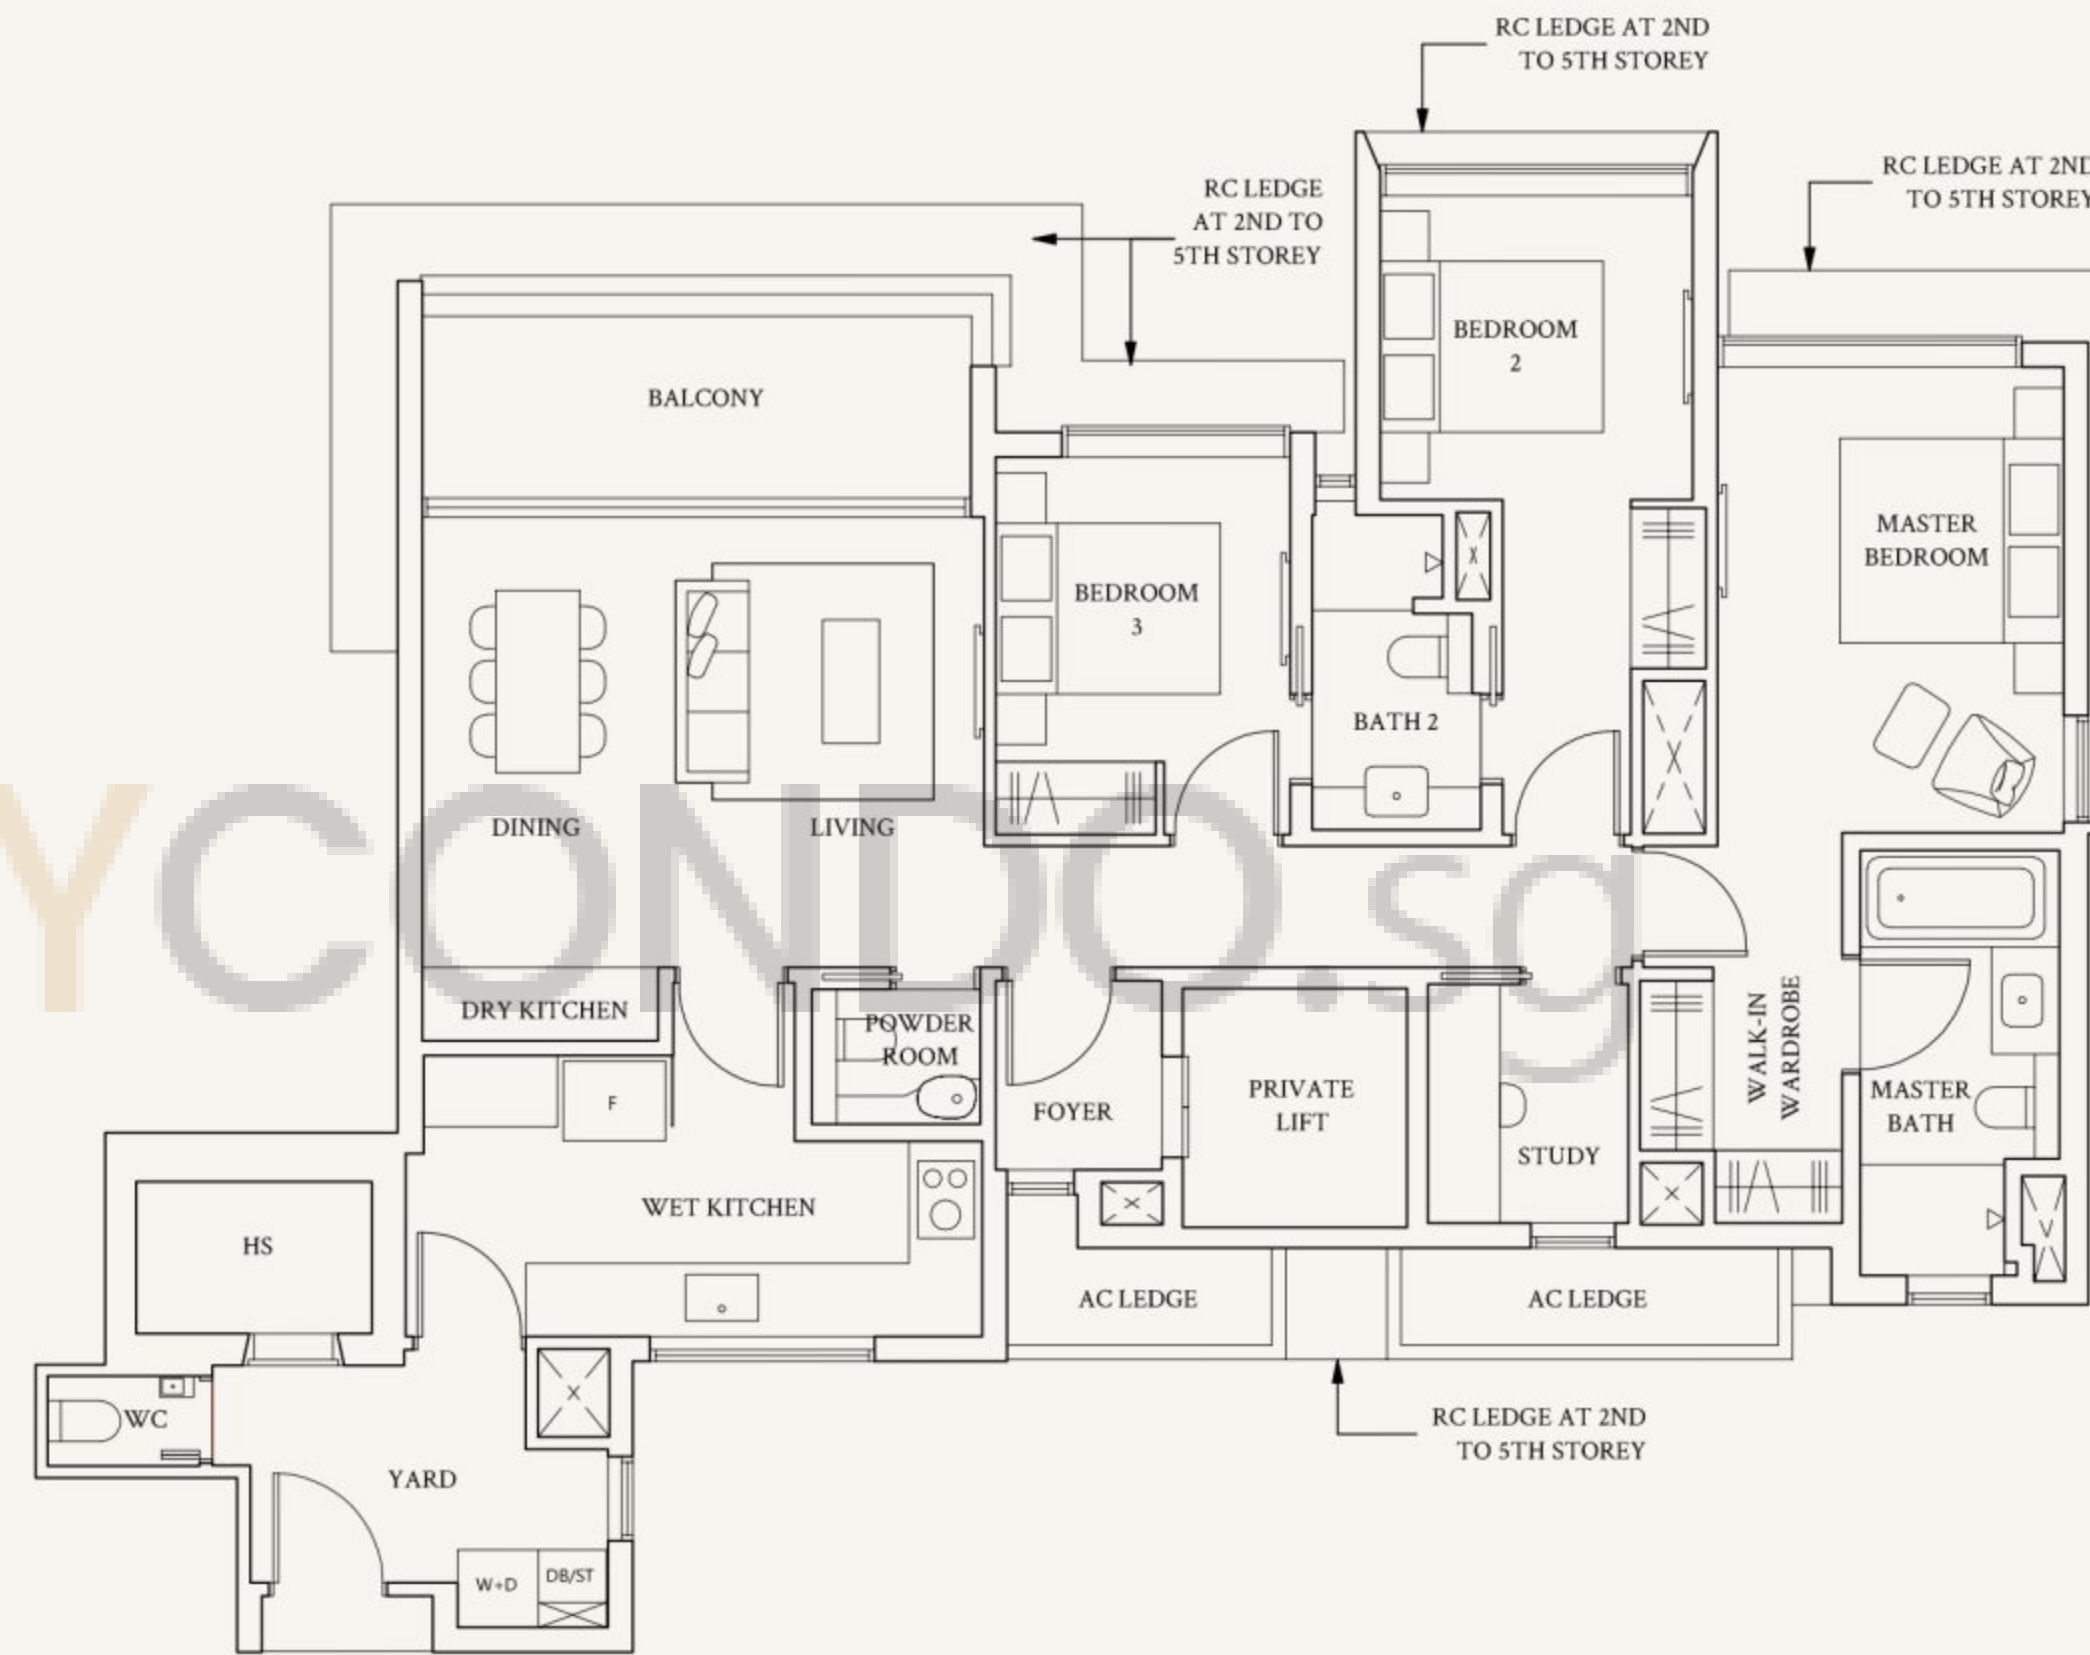 RC LEDGE AT 2ND
TO 5TH STOREY
RC LEDGE AT 2ND
TO 5TH STOREY
RC LEDGE
AT 2ND TO
5TH STOREY
BALCONY
BEDROOM
2
MASTER
BEDROOM
BEDROOM
3
BATH 2
DINING
LIVING
YCONDO.sg
DRY KITCHEN
POWDER
ROOM
FOYER
PRIVATE
LIFT
STUDY
WALK-IN
WARDROBE
MASTER
BATH
F
WET KITCHEN
HS
AC LEDGE
AC LEDGE
WC
YARD
RC LEDGE AT 2ND
TO 5TH STOREY
W+D
DB/ST